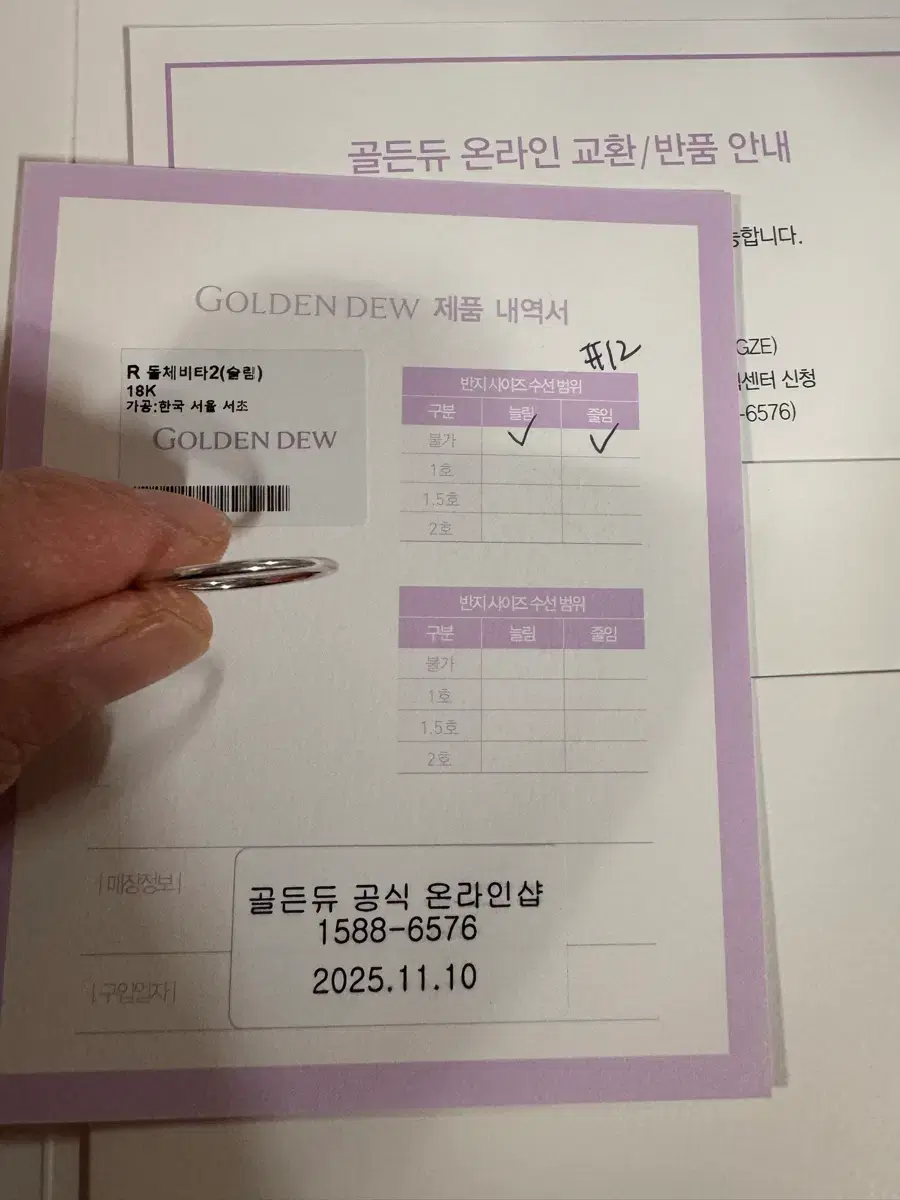 골든듀 온라인 교환/반품 안내
능합니다.
GZE)
센터 신청
-6576)
GOLDEN DEW 제품 내역서
#12
R 돌체비타2(슬림)
18K
가공:한국 서울 서초
GOLDEN DEW
반지 사이즈 수선 범위
구분 늘림 줄임
불가 ✓ ✓
1호
1.5호
2호
반지 사이즈 수선 범위
구분 늘림 줄임
불가
1호
1.5호
2호
| 매장정보 |
골든듀 공식 온라인샵
1588-6576
| 구입일자 |
2025.11.10